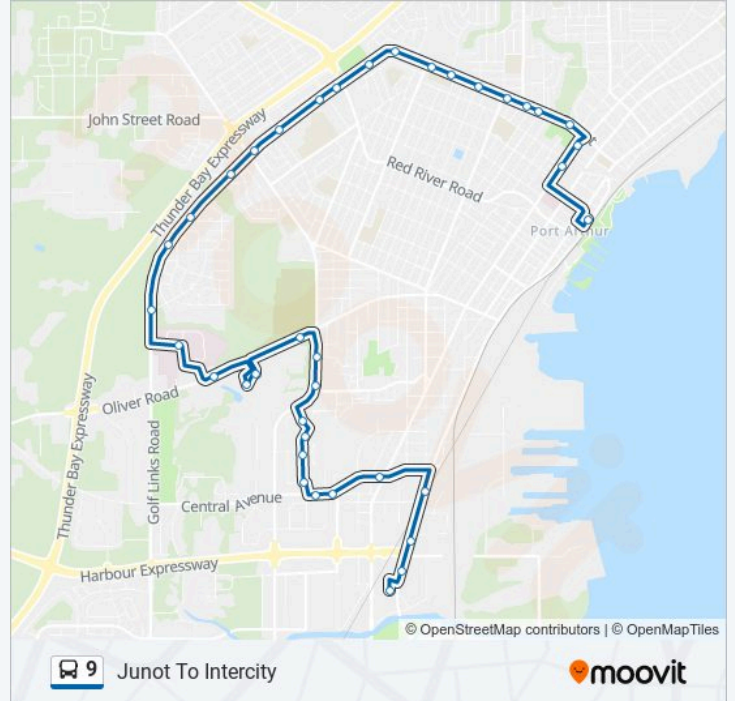 John Street Road
Thunder Bay Expressway
Red River Road
Port Arthur
Oliver Road
Thunder Bay Expressway
Golf Links Road
Central Avenue
Harbour Expressway
© OpenStreetMap contributors | © OpenMapTiles
9 Junot To Intercity
moovit